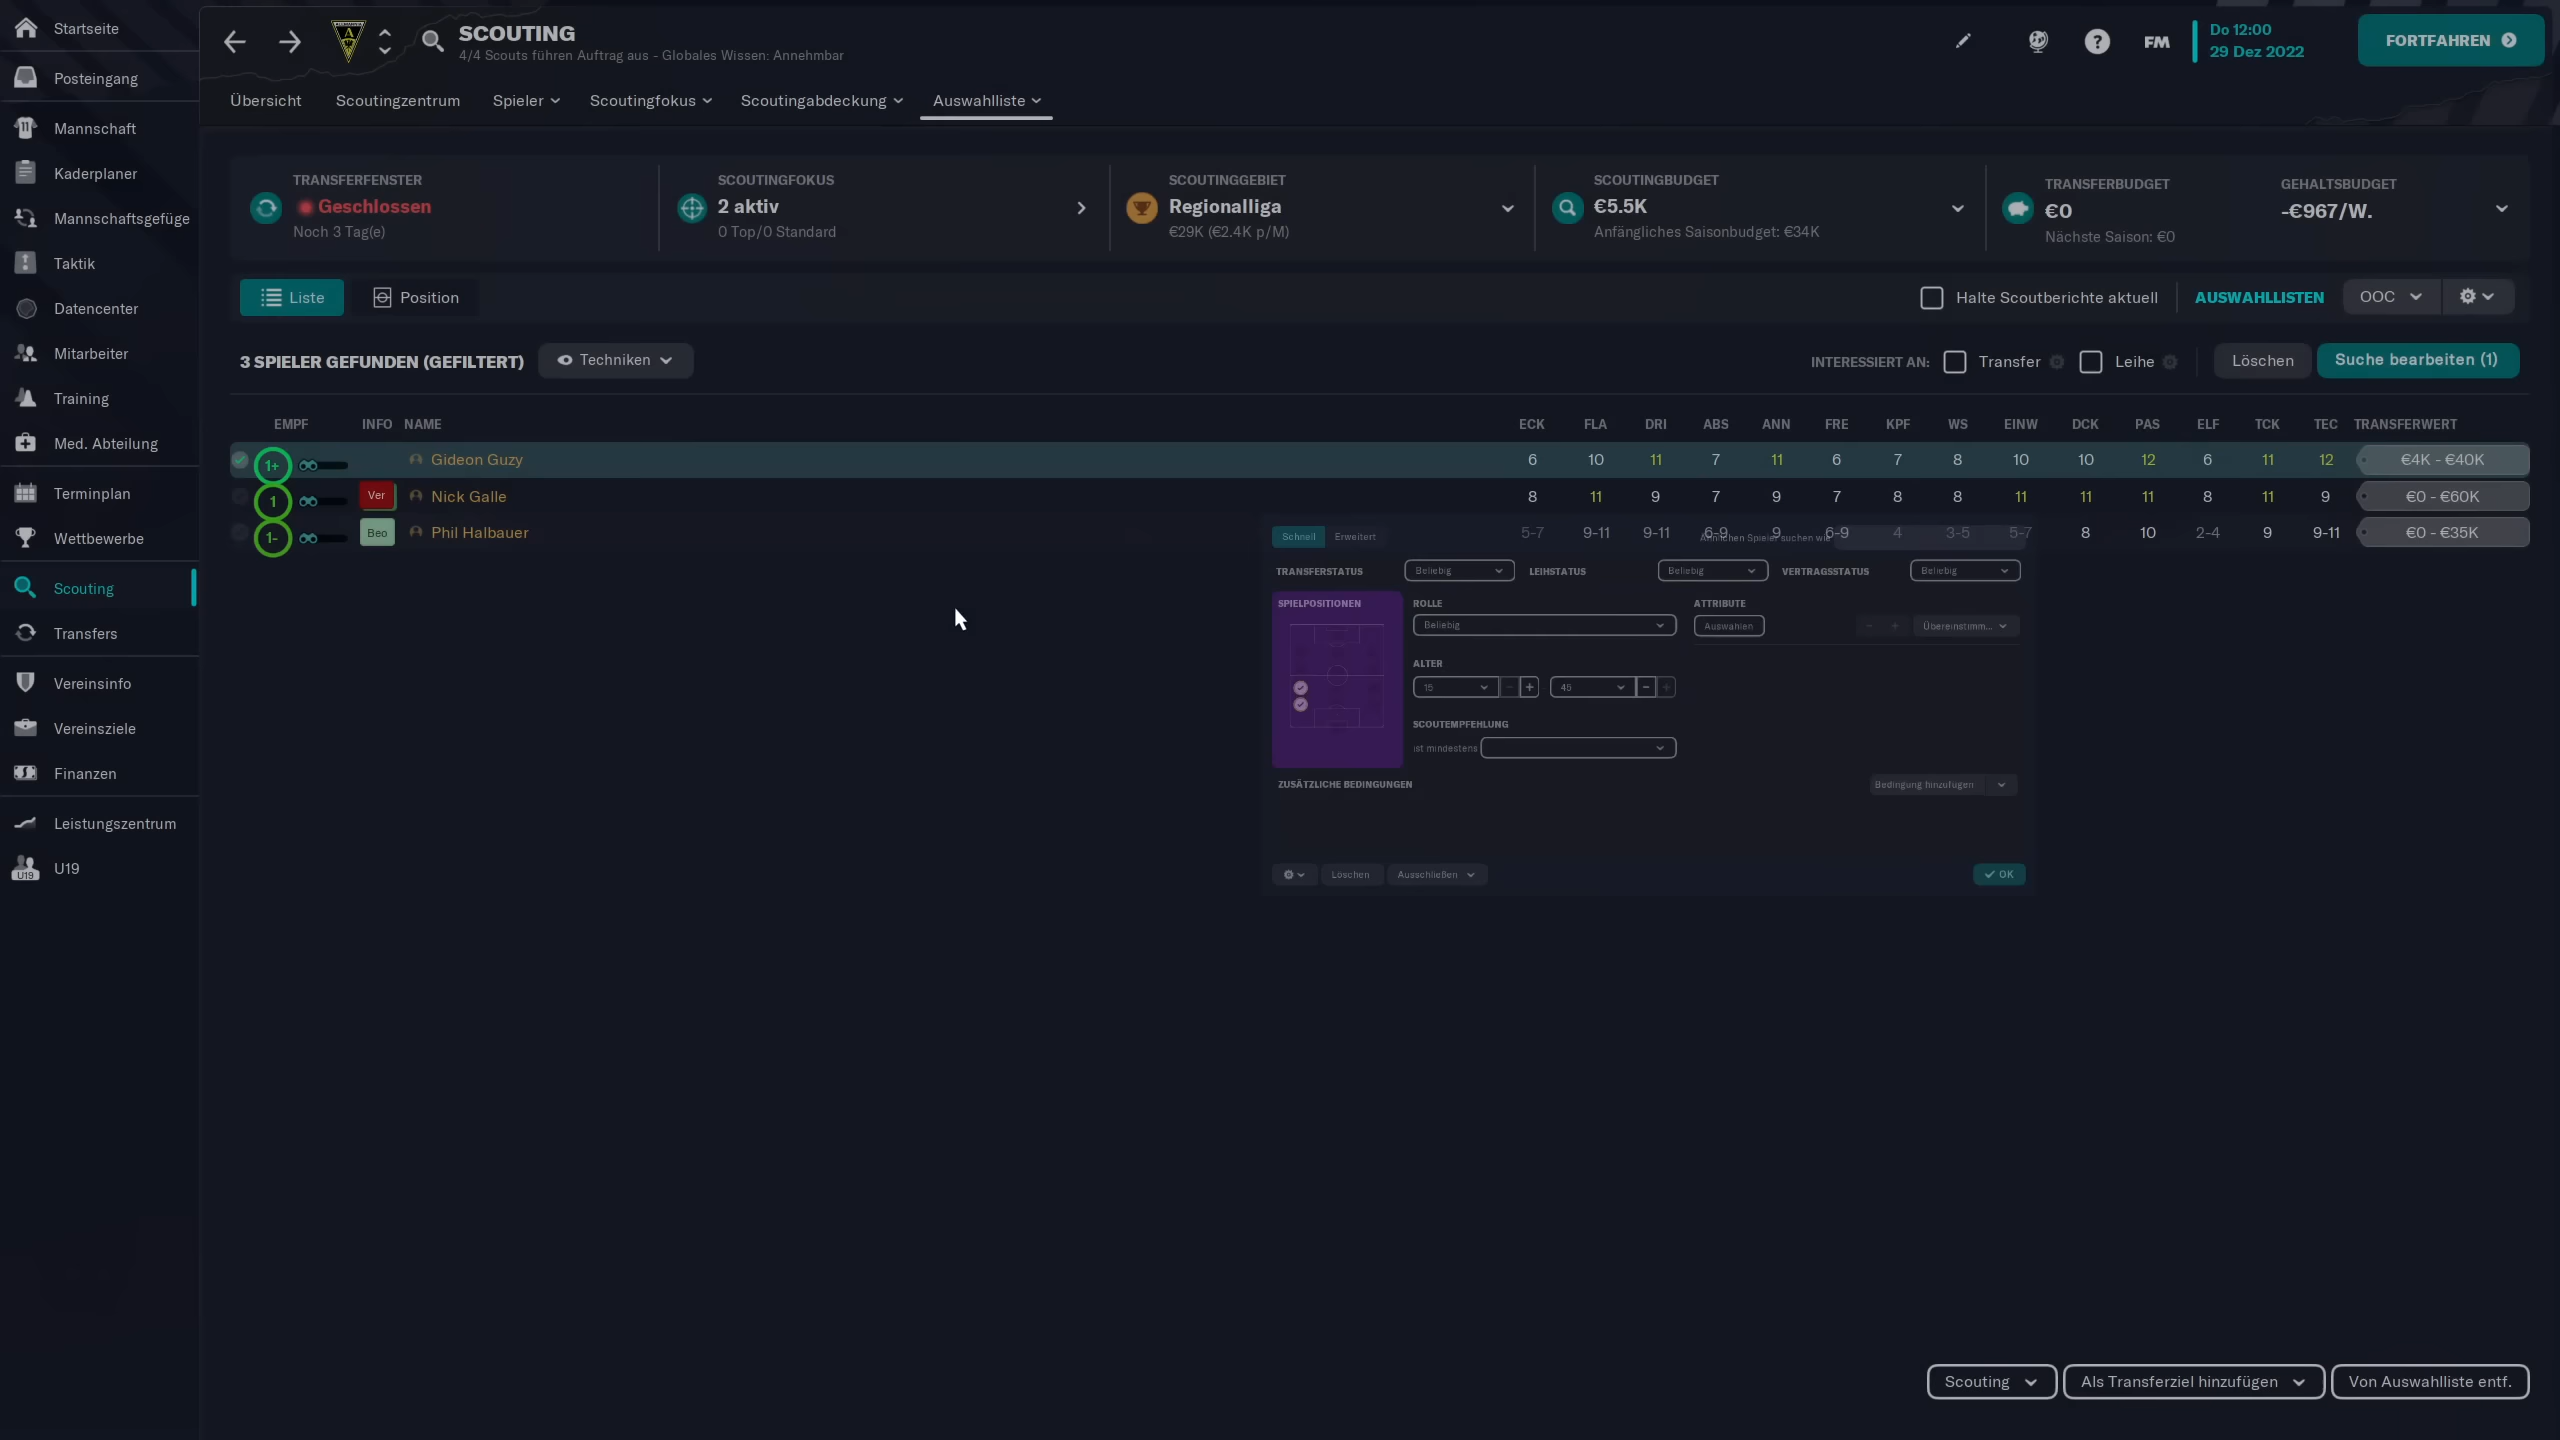 Startseite
Posteingang
Mannschaft
Kaderplaner
Mannschaftsgefüge
Taktik
Datencenter
Mitarbeiter
Training
Med. Abteilung
Terminplan
Wettbewerbe
Scouting
Transfers
Vereinsinfo
Vereinsziele
Finanzen
Leistungszentrum
U19
SCOUTING
4/4 Scouts führen Auftrag aus - Globales Wissen: Annehmbar
FM
Do 12:00
29 Dez 2022
FORTFAHREN
Übersicht Scoutingzentrum Spieler Scoutingfokus Scoutingabdeckung Auswahlliste
TRANSFERFENSTER
Geschlossen
Noch 3 Tag(e)
SCOUTINGFOKUS
2 aktiv
0 Top/0 Standard
SCOUTINGGEBIET
Regionalliga
€29K (€2.4K p/M)
SCOUTINGBUDGET
€5.5K
Anfängliches Saisonbudget: €34K
TRANSFERBUDGET
€0
Nächste Saison: €0
GEHALTSBUDGET
-€967/W.
Liste Position
Halte Scoutberichte aktuell AUSWAHLLISTEN OOC
3 SPIELER GEFUNDEN (GEFILTERT) Techniken
INTERESSIERT AN: Transfer Leihe Löschen Suche bearbeiten (1)
EMPF INFO NAME ECK FLA DRI ABS ANN FRE KPF WS EINW DCK PAS ELF TCK TEC TRANSFERWERT
1+ Gideon Guzy 6 10 11 7 11 6 7 8 10 10 12 6 11 12 €4K - €40K
1 Ver Nick Galle 8 11 9 7 9 7 8 8 11 11 11 8 11 9 €0 - €60K
1- Beo Phil Halbauer 5-7 9-11 9-11 6-9 9 6-9 4 3-5 5-7 8 10 2-4 9 9-11 €0 - €35K
Schnell Erweitert Ähnlichen Spieler suchen wie
TRANSFERSTATUS Beliebig LEIHSTATUS Beliebig VERTRAGSSTATUS Beliebig
SPIELPOSITIONEN
ROLLE
Beliebig
ATTRIBUTE
Auswählen Übereinstimm...
ALTER
15 - + 45 - +
SCOUTEMPFEHLUNG
ist mindestens
ZUSÄTZLICHE BEDINGUNGEN Bedingung hinzufügen
Löschen Ausschließen OK
Scouting Als Transferziel hinzufügen Von Auswahlliste entf.